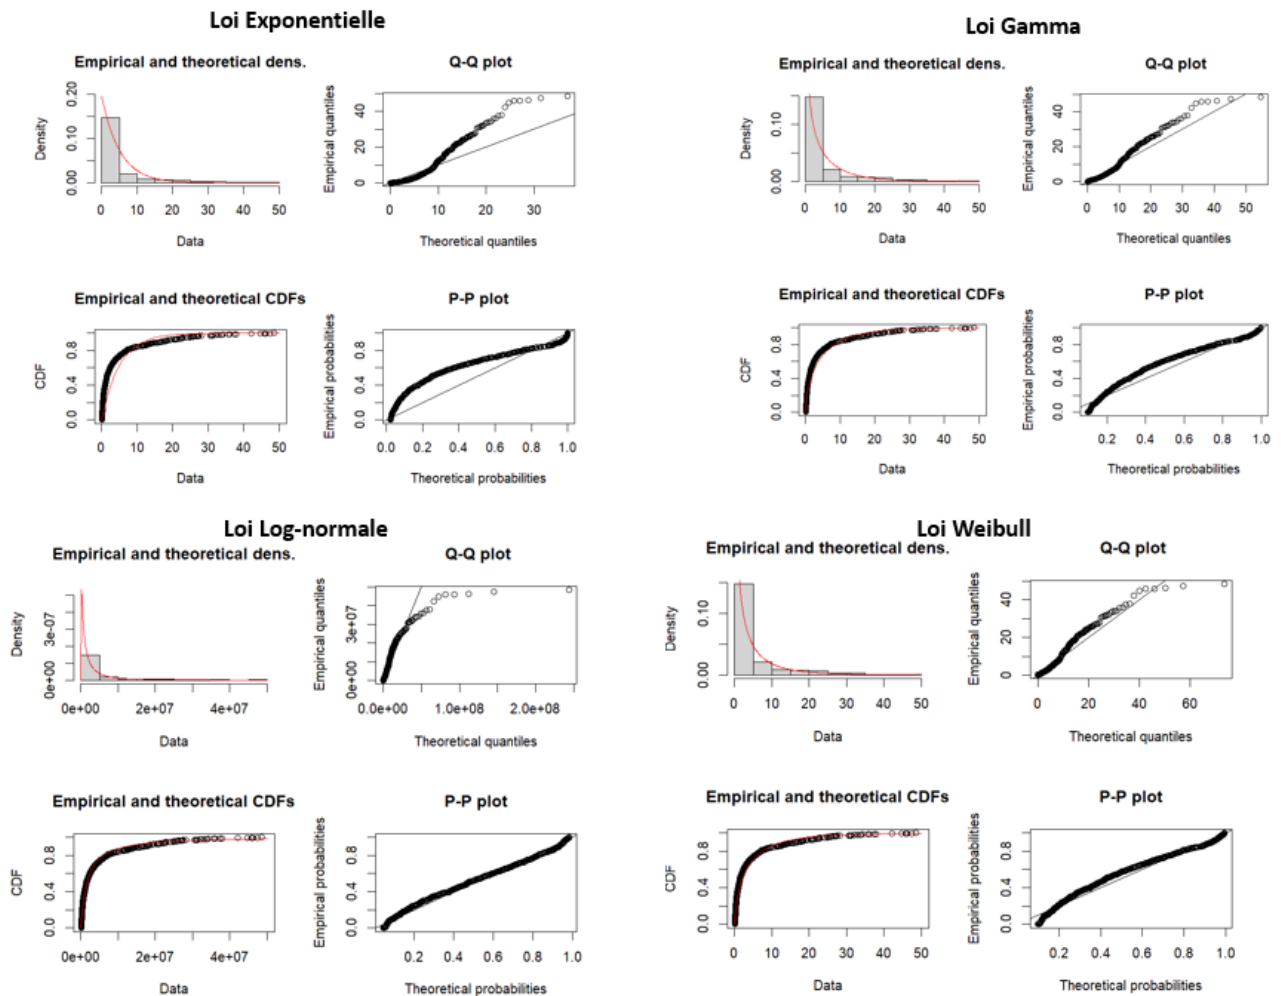 Loi Exponentielle
Empirical and theoretical dens.
Density
0.00 0.10 0.20
0 10 20 30 40 50
Data
Q-Q plot
Empirical quantiles
0 20 40
0 10 20 30
Theoretical quantiles
Empirical and theoretical CDFs
CDF
0.0 0.4 0.8
0 10 20 30 40 50
Data
P-P plot
Empirical probabilities
0.0 0.4 0.8
0.0 0.2 0.4 0.6 0.8 1.0
Theoretical probabilities
Loi Gamma
Empirical and theoretical dens.
Density
0.00 0.10
0 10 20 30 40 50
Data
Q-Q plot
Empirical quantiles
0 20 40
0 10 20 30 40 50
Theoretical quantiles
Empirical and theoretical CDFs
CDF
0.0 0.4 0.8
0 10 20 30 40 50
Data
P-P plot
Empirical probabilities
0.0 0.4 0.8
0.2 0.4 0.6 0.8 1.0
Theoretical probabilities
Loi Log-normale
Empirical and theoretical dens.
Density
0e+00 3e-07
0e+00 2e+07 4e+07
Data
Q-Q plot
Empirical quantiles
0e+00 3e+07
0.0e+00 1.0e+08 2.0e+08
Theoretical quantiles
Empirical and theoretical CDFs
CDF
0.0 0.4 0.8
0e+00 2e+07 4e+07
Data
P-P plot
Empirical probabilities
0.0 0.4 0.8
0.2 0.4 0.6 0.8 1.0
Theoretical probabilities
Loi Weibull
Empirical and theoretical dens.
Density
0.00 0.10
0 10 20 30 40 50
Data
Q-Q plot
Empirical quantiles
0 20 40
0 20 40 60
Theoretical quantiles
Empirical and theoretical CDFs
CDF
0.0 0.4 0.8
0 10 20 30 40 50
Data
P-P plot
Empirical probabilities
0.0 0.4 0.8
0.2 0.4 0.6 0.8 1.0
Theoretical probabilities